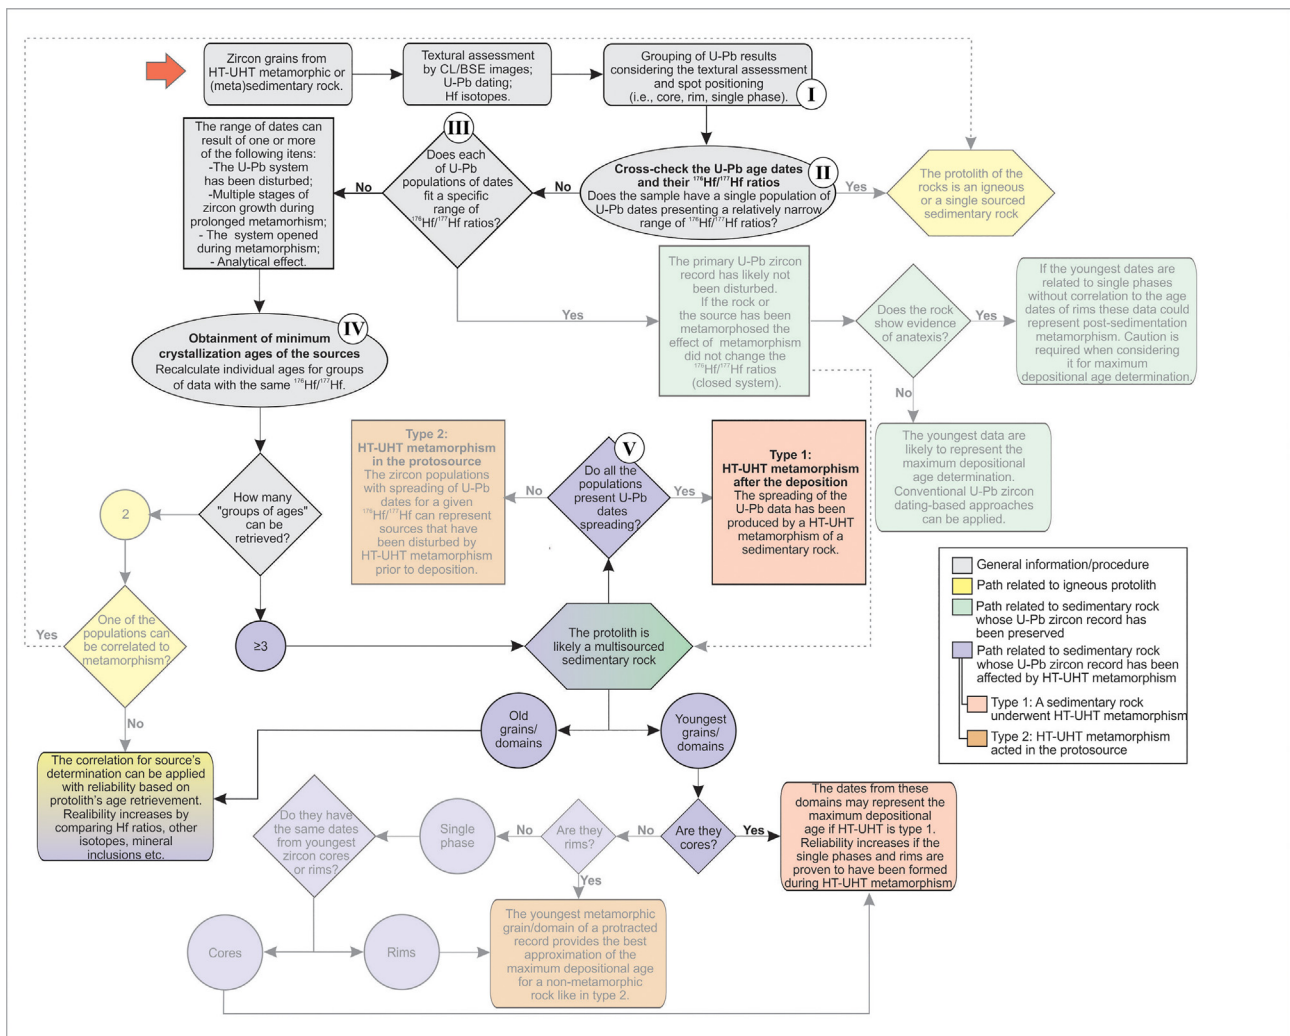 Zircon grains from
HT-UHT metamorphic or
(meta)sedimentary rock.
Textural assessment
by CL/BSE images;
U-Pb dating;
Hf isotopes.
Grouping of U-Pb results
considering the textural assessment
and spot positioning
(i.e., core, rim, single phase).
I
The range of dates can
result of one or more
of the following itens:
-The U-Pb system
has been disturbed;
-Multiple stages of
zircon growth during
prolonged metamorhism;
- The system opened
during metamorphism;
- Analytical effect.
No
III
Does each
of U-Pb
populations of dates
fit a specific
range of
¹⁷⁶Hf/¹⁷⁷Hf ratios?
No
II
Cross-check the U-Pb age dates
and their ¹⁷⁶Hf/¹⁷⁷Hf ratios
Does the sample have a single population of
U-Pb dates presenting a relatively narrow
range of ¹⁷⁶Hf/¹⁷⁷Hf ratios?
Yes
The protolith of the
rocks is an igneous
or a single sourced
sedimentary rock
Yes
The primary U-Pb zircon
record has likely not
been disturbed.
If the rock or
the source has been
metamorphosed the
effect of metamorphism
did not change the
¹⁷⁶Hf/¹⁷⁷Hf ratios
(closed system).
Does the rock
show evidence
of anatexis?
Yes
If the youngest dates are
related to single phases
without correlation to the age
dates of rims these data could
represent post-sedimentation
metamorphism. Caution is
required when considering
it for maximum
depositional age determination.
No
The youngest data are
likely to represent the
maximum depositional
age determination.
Conventional U-Pb zircon
dating-based approaches
can be applied.
IV
Obtainment of minimum
crystallization ages of the sources
Recalculate individual ages for groups
of data with the same ¹⁷⁶Hf/¹⁷⁷Hf.
How many
"groups of ages"
can be
retrieved?
2
Type 2:
HT-UHT metamorphism
in the protosource
The zircon populations
with spreading of U-Pb
dates for a given
¹⁷⁶Hf/¹⁷⁷Hf can represent
sources that have
been disturbed by
HT-UHT metamorphism
prior to deposition.
No
V
Do all the
populations
present U-Pb
dates
spreading?
Yes
Type 1:
HT-UHT metamorphism
after the deposition
The spreading of the
U-Pb data has been
produced by a HT-UHT
metamorphism of a
sedimentary rock.
General information/procedure
Path related to igneous protolith
Path related to sedimentary rock
whose U-Pb zircon record has
been preserved
Path related to sedimentary rock
whose U-Pb zircon record has been
affected by HT-UHT metamorphism
Type 1: A sedimentary rock
underwent HT-UHT metamorphism
Type 2: HT-UHT metamorphism
acted in the protosource
Yes
One of the
populations can
be correlated to
metamorphism?
≥3
The protolith is
likely a multisourced
sedimentary rock
No
Old
grains/
domains
Youngest
grains/
domains
The correlation for source's
determination can be applied
with reliability based on
protolith's age retrievement.
Realibility increases by
comparing Hf ratios, other
isotopes, mineral
inclusions etc.
Do they have
the same dates
from youngest
zircon cores
or rims?
Single
phase
No
Are they
rims?
No
Are they
cores?
Yes
The dates from these
domains may represent the
maximum depositional
age if HT-UHT is type 1.
Reliability increases if the
single phases and rims are
proven to have been formed
during HT-UHT metamorphism
Yes
Cores
Rims
The youngest metamorphic
grain/domain of a protracted
record provides the best
approximation of the
maximum depositional age
for a non-metamorphic
rock like in type 2.